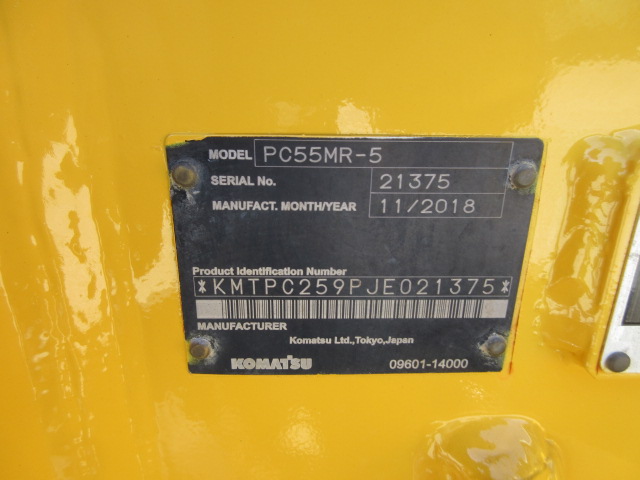 MODEL PC55MR-5
SERIAL No. 21375
MANUFACT. MONTH/YEAR 11/2018
Product Identification Number
*KMTPC259PJE021375*
MANUFACTURER
Komatsu Ltd.,Tokyo,Japan
KOMATSU 09601-14000